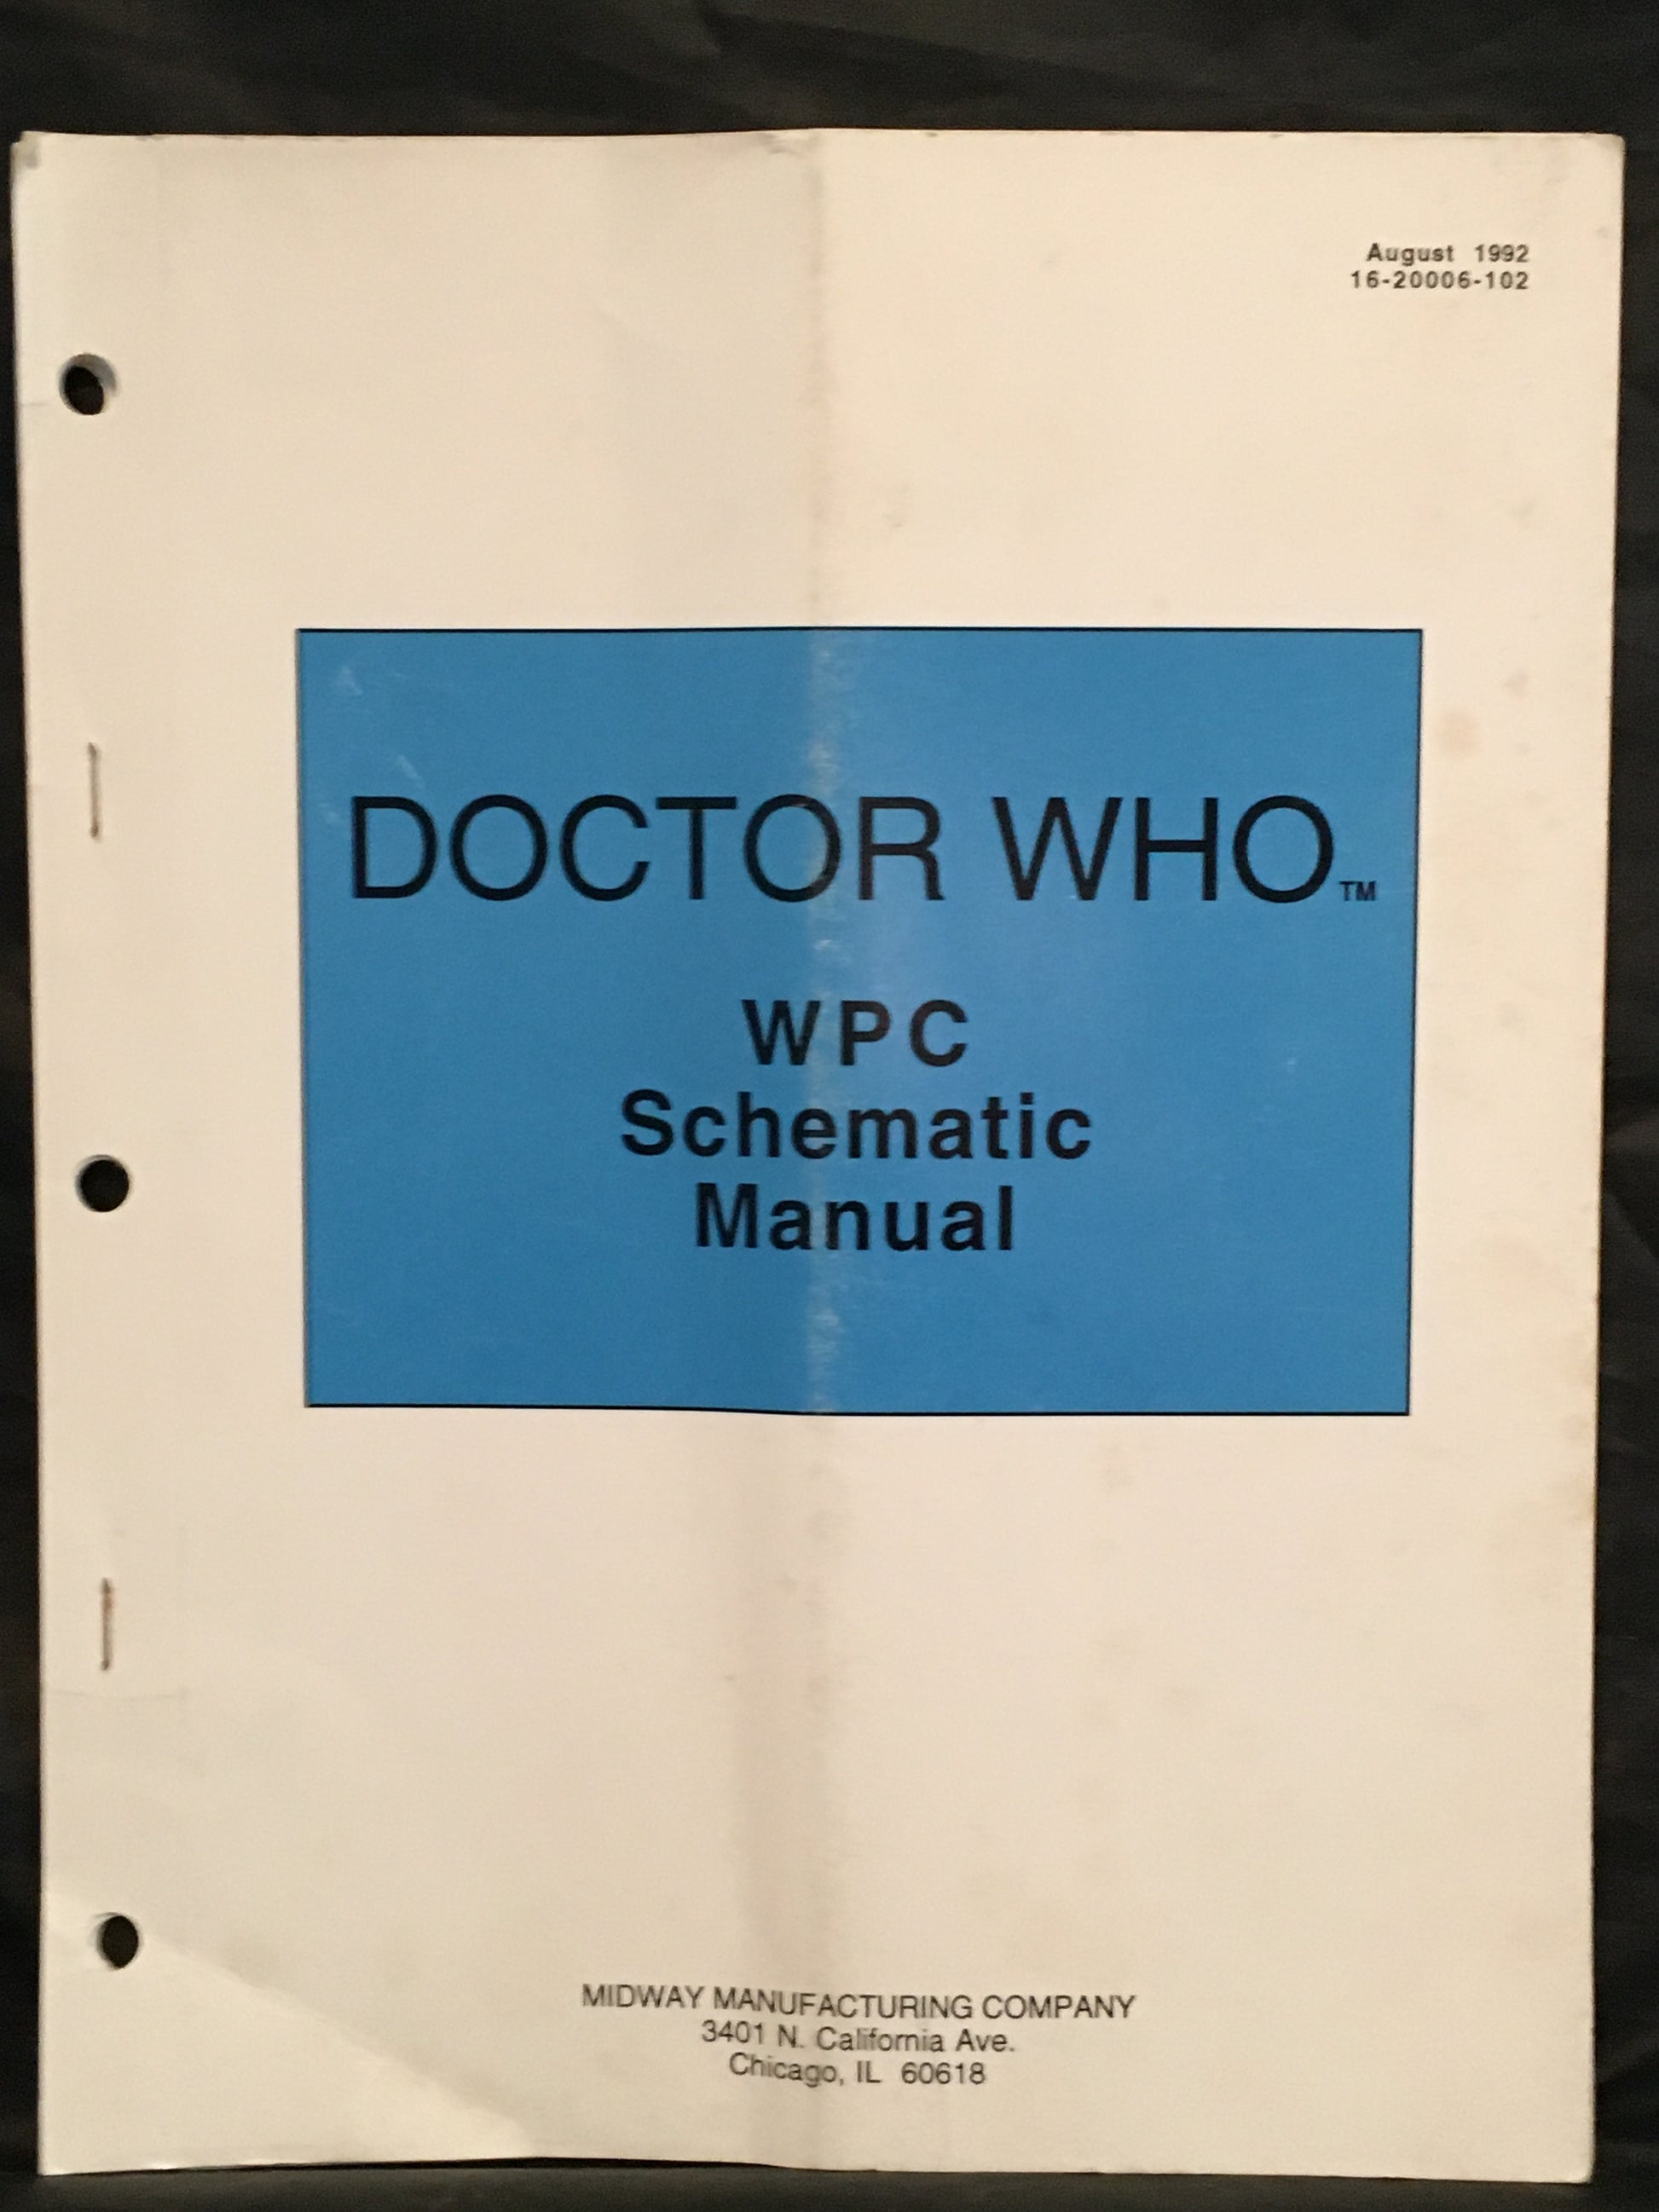 August 1992
16-20006-102
DOCTOR WHO™
WPC
Schematic
Manual
MIDWAY MANUFACTURING COMPANY
3401 N. California Ave.
Chicago, IL 60618